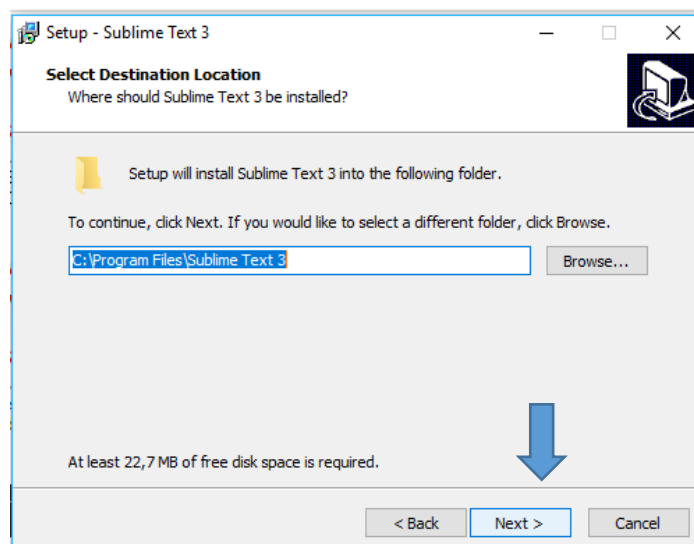 Setup - Sublime Text 3
Select Destination Location
Where should Sublime Text 3 be installed?
Setup will install Sublime Text 3 into the following folder.
To continue, click Next. If you would like to select a different folder, click Browse.
C:\Program Files\Sublime Text 3
Browse...
At least 22,7 MB of free disk space is required.
< Back
Next >
Cancel